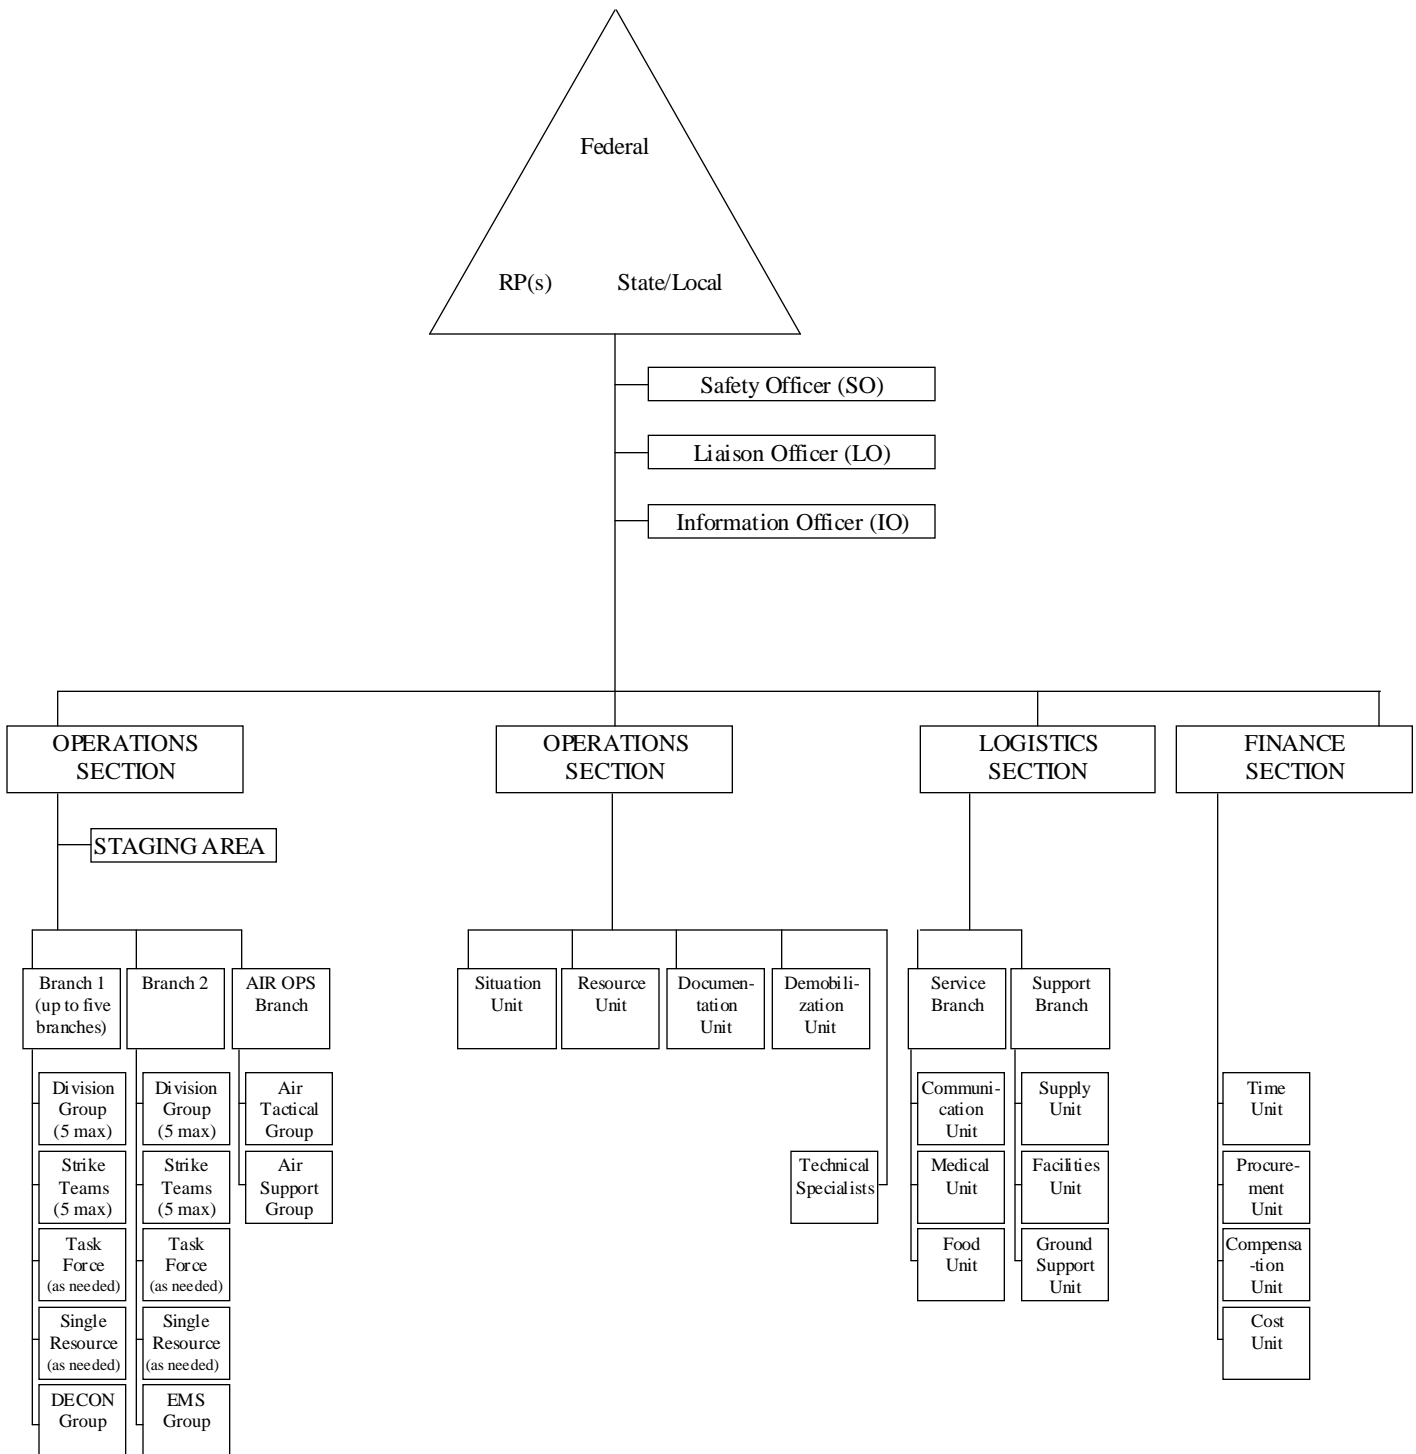 Federal
RP(s) State/Local
Safety Officer (SO)
Liaison Officer (LO)
Information Officer (IO)
OPERATIONS
SECTION
OPERATIONS
SECTION
LOGISTICS
SECTION
FINANCE
SECTION
STAGING AREA
Branch 1
(up to five
branches)
Branch 2
AIR OPS
Branch
Situation
Unit
Resource
Unit
Documen-
tation
Unit
Demobili-
zation
Unit
Service
Branch
Support
Branch
Division
Group
(5 max)
Division
Group
(5 max)
Air
Tactical
Group
Communi-
cation
Unit
Supply
Unit
Time
Unit
Strike
Teams
(5 max)
Strike
Teams
(5 max)
Air
Support
Group
Technical
Specialists
Medical
Unit
Facilities
Unit
Procure-
ment
Unit
Task
Force
(as needed)
Task
Force
(as needed)
Food
Unit
Ground
Support
Unit
Compensa
-tion
Unit
Single
Resource
(as needed)
Single
Resource
(as needed)
Cost
Unit
DECON
Group
EMS
Group